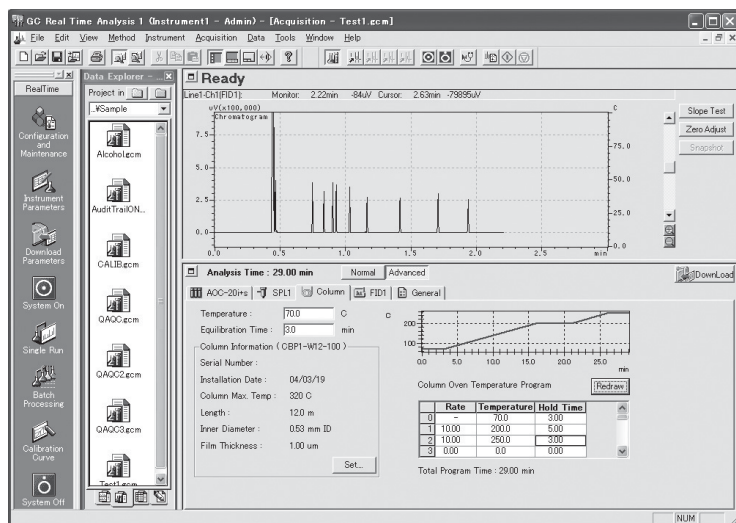 GC Real Time Analysis 1 (Instrument1 - Admin) - [Acquisition - Test1.gcm]
File Edit View Method Instrument Acquisition Data Tools Window Help
RealTime
Configuration and Maintenance
Instrument Parameters
Download Parameters
System On
Single Run
Batch Processing
Calibration Curve
System Off
Data Explorer - ...
Project in
..¥Sample
Alcohol.gcm
AuditTrailON...
CALIB.gcm
QAQC.gcm
QAQC2.gcm
QAQC3.gcm
Test1.gcm
Ready
Line1-Ch1(FID1): Monitor: 2.22min -84uV Cursor: 2.63min -79895uV
uV(x100,000) C
Chromatogram
7.5
5.0
2.5
0.0
75.0
50.0
25.0
0.0
0.0 0.5 1.0 1.5 2.0 2.5 min
Slope Test
Zero Adjust
Snapshot
Analysis Time : 29.00 min Normal Advanced
DownLoad
AOC-20i+s SPL1 Column FID1 General
Temperature : 70.0 C
Equilibration Time : 3.0 min
Column Information ( CBP1-W12-100 )
Serial Number :
Installation Date : 04/03/19
Column Max. Temp : 320 C
Length : 12.0 m
Inner Diameter : 0.53 mm ID
Film Thickness : 1.00 um
Set...
C
200
100
0.0 5.0 10.0 15.0 20.0 25.0
min
Column Oven Temperature Program Redraw
Rate Temperature Hold Time
0 - 70.0 3.00
1 10.00 200.0 5.00
2 10.00 250.0 3.00
3 0.00 0.0 0.00
Total Program Time : 29.00 min
NUM